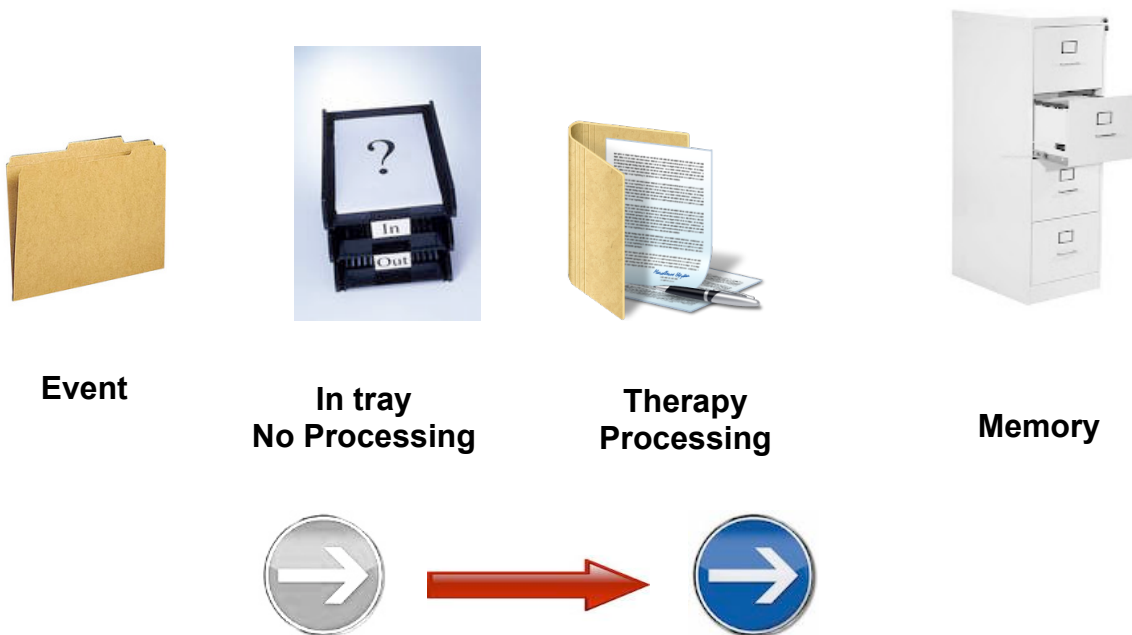 ?
In
Out
Event
In tray
No Processing
Therapy
Processing
Memory